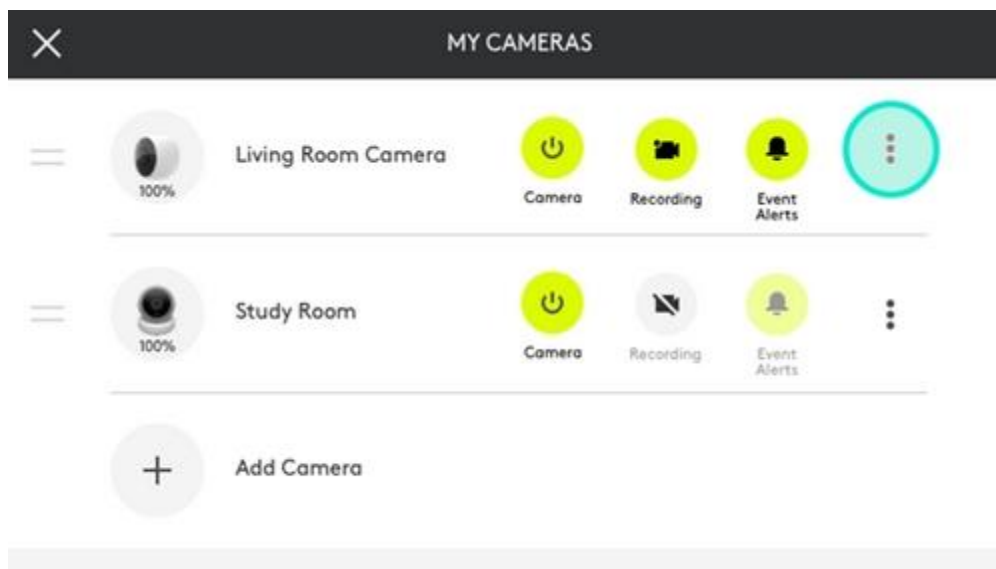 MY CAMERAS
Living Room Camera
100%
Camera
Recording
Event
Alerts
Study Room
100%
Camera
Recording
Event
Alerts
Add Camera